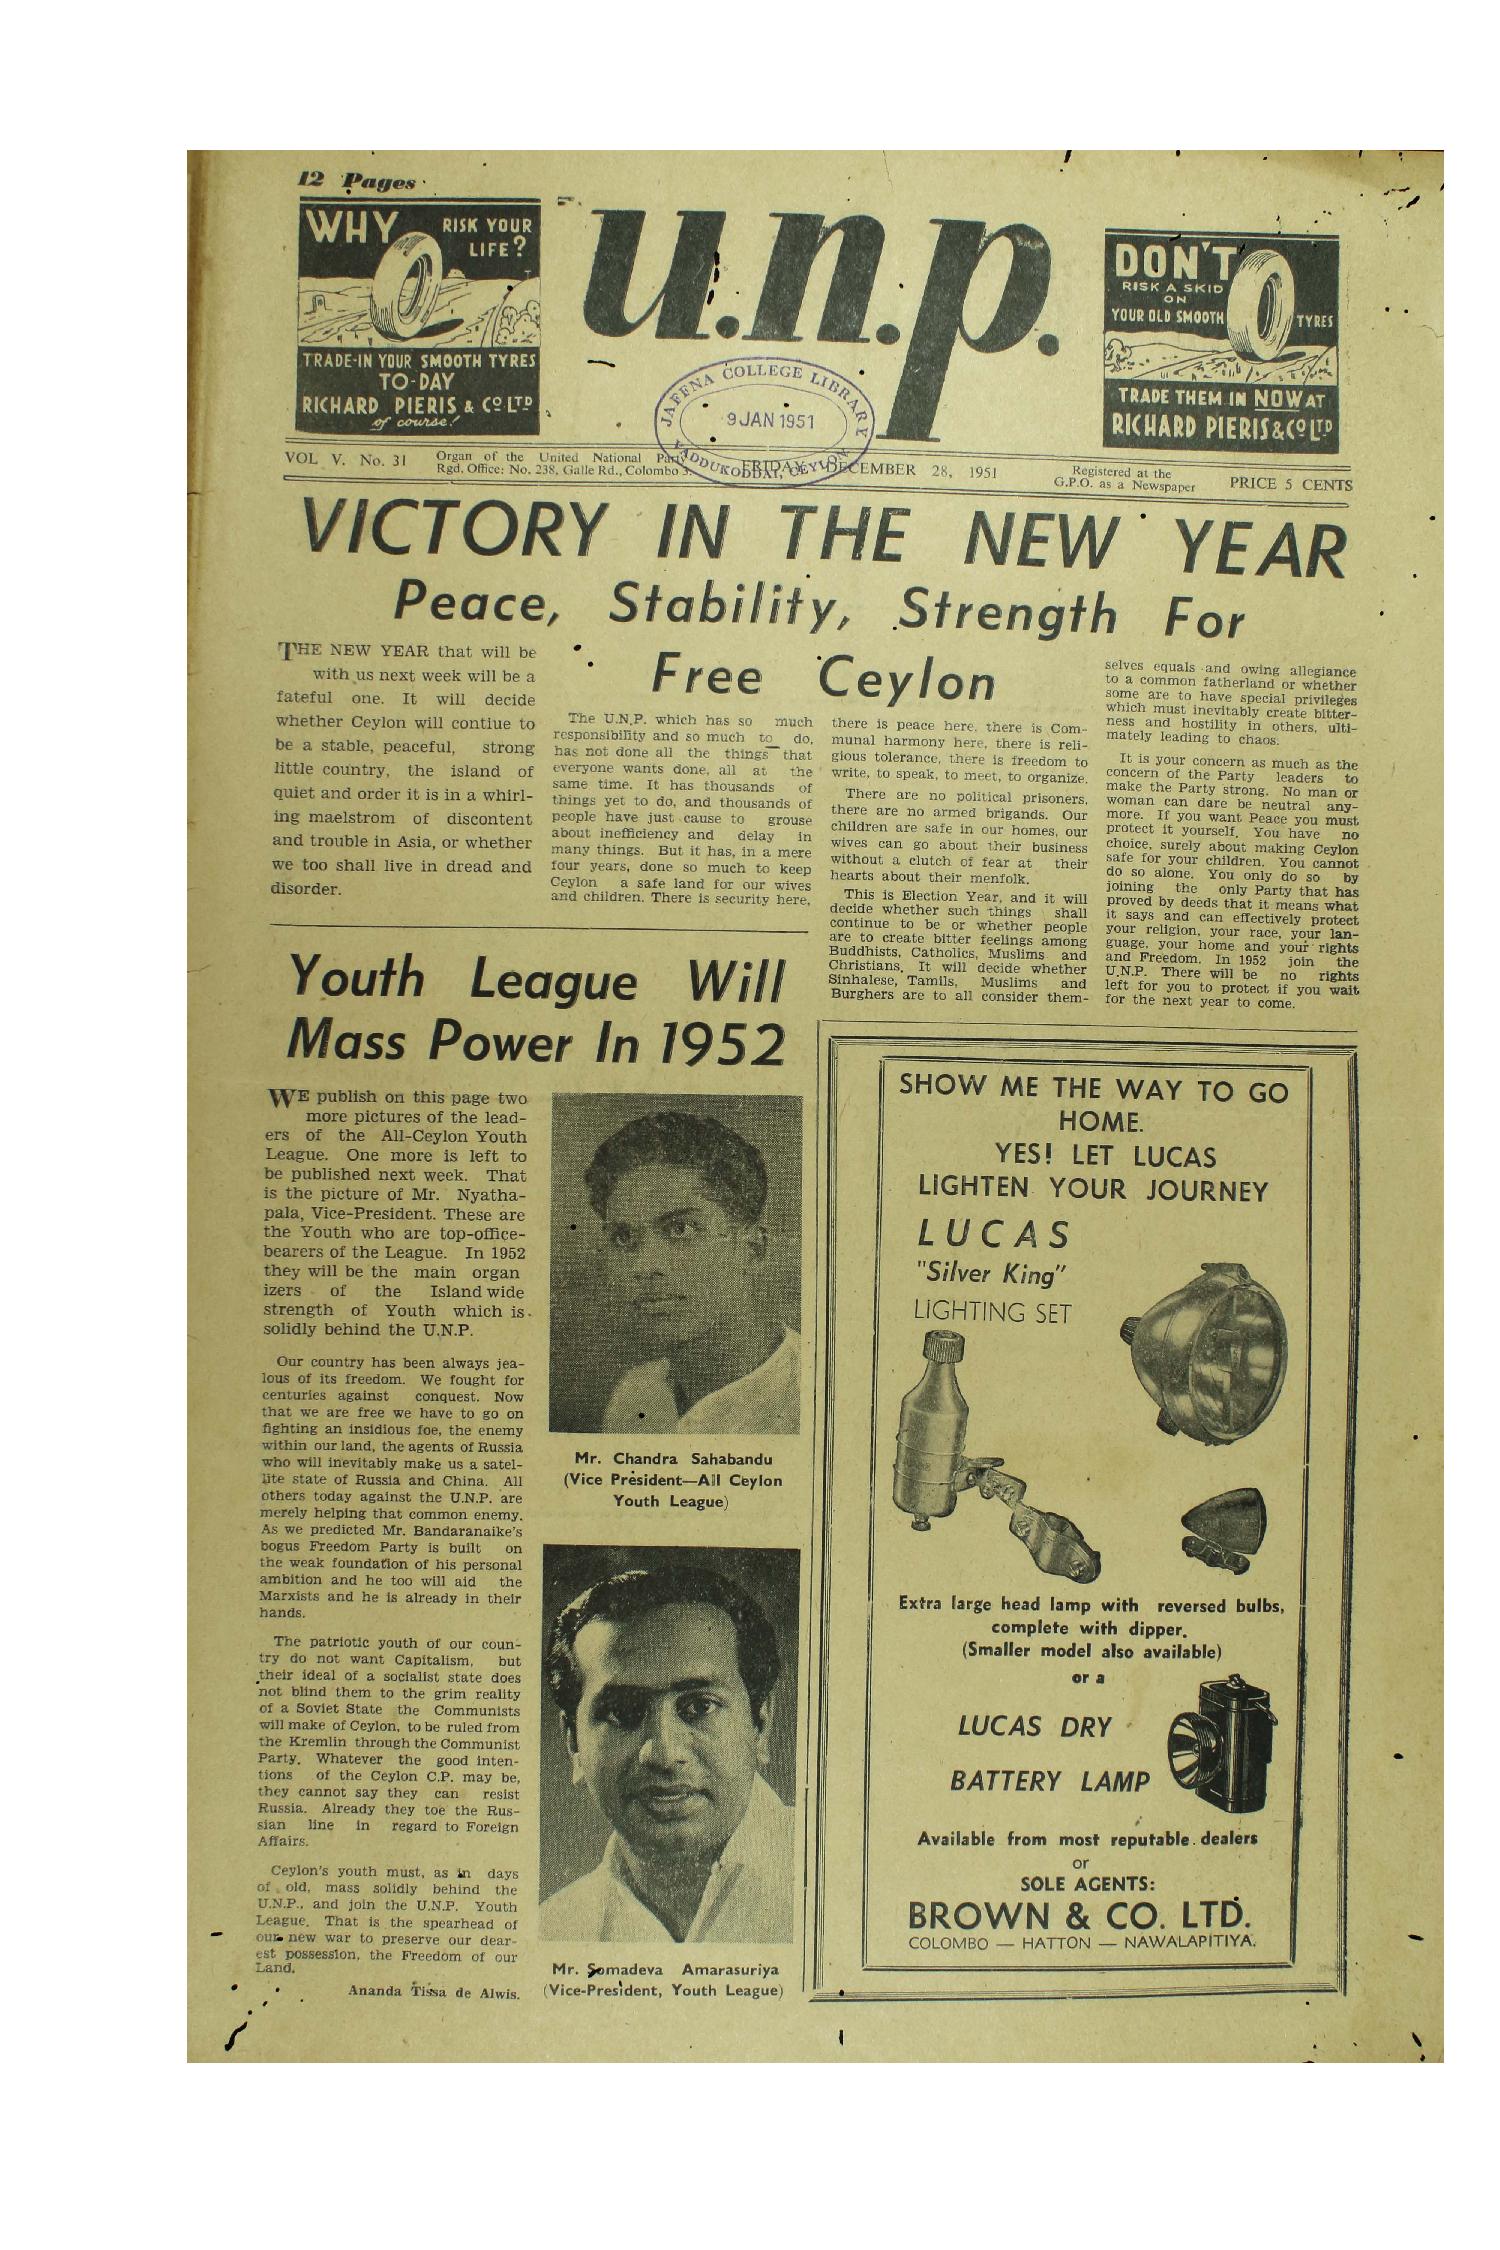 12 Pages
WHY RISK YOUR
LIFE?
TRADE-IN YOUR SMOOTH TYRES
TO-DAY
RICHARD PIERIS & CO LTD
of course!
u.n.p.
DON'T
RISK A SKID
ON
YOUR OLD SMOOTH TYRES
TRADE THEM IN NOW AT
RICHARD PIERIS & CO LTD
JAFFNA COLLEGE LIBRARY
9 JAN 1951
VADDUKODDAI, CEYLON
VOL V. No. 31
Organ of the United National Party
Rgd. Office: No. 238, Galle Rd., Colombo 3.
FRIDAY, DECEMBER 28, 1951
Registered at the
G.P.O. as a Newspaper
PRICE 5 CENTS
VICTORY IN THE NEW YEAR
Peace, Stability, Strength For
Free Ceylon
THE NEW YEAR that will be
with us next week will be a
fateful one. It will decide
whether Ceylon will contiue to
be a stable, peaceful, strong
little country, the island of
quiet and order it is in a whirl-
ing maelstrom of discontent
and trouble in Asia, or whether
we too shall live in dread and
disorder.
The U.N.P. which has so much
responsibility and so much to do,
has not done all the things that
everyone wants done, all at the
same time. It has thousands of
things yet to do, and thousands of
people have just cause to grouse
about inefficiency and delay in
many things. But it has, in a mere
four years, done so much to keep
Ceylon a safe land for our wives
and children. There is security here,
there is peace here, there is Com-
munal harmony here, there is reli-
gious tolerance, there is freedom to
write, to speak, to meet, to organize.
There are no political prisoners,
there are no armed brigands. Our
children are safe in our homes, our
wives can go about their business
without a clutch of fear at their
hearts about their menfolk.
This is Election Year, and it will
decide whether such things shall
continue to be or whether people
are to create bitter feelings among
Buddhists, Catholics, Muslims and
Christians. It will decide whether
Sinhalese, Tamils, Muslims and
Burghers are to all consider them-
selves equals and owing allegiance
to a common fatherland or whether
some are to have special privileges
which must inevitably create bitter-
ness and hostility in others, ulti-
mately leading to chaos.
It is your concern as much as the
concern of the Party leaders to
make the Party strong. No man or
woman can dare be neutral any-
more. If you want Peace you must
protect it yourself. You have no
choice, surely about making Ceylon
safe for your children. You cannot
do so alone. You only do so by
joining the only Party that has
proved by deeds that it means what
it says and can effectively protect
your religion, your race, your lan-
guage, your home and your rights
and Freedom. In 1952 join the
U.N.P. There will be no rights
left for you to protect if you wait
for the next year to come.
Youth League Will
Mass Power In 1952
WE publish on this page two
more pictures of the lead-
ers of the All-Ceylon Youth
League. One more is left to
be published next week. That
is the picture of Mr. Nyatha-
pala, Vice-President. These are
the Youth who are top-office-
bearers of the League. In 1952
they will be the main organ
izers of the Island wide
strength of Youth which is
solidly behind the U.N.P.
Our country has been always jea-
lous of its freedom. We fought for
centuries against conquest. Now
that we are free we have to go on
fighting an insidious foe, the enemy
within our land, the agents of Russia
who will inevitably make us a satel-
lite state of Russia and China. All
others today against the U.N.P. are
merely helping that common enemy.
As we predicted Mr. Bandaranaike's
bogus Freedom Party is built on
the weak foundation of his personal
ambition and he too will aid the
Marxists and he is already in their
hands.
The patriotic youth of our coun-
try do not want Capitalism, but
their ideal of a socialist state does
not blind them to the grim reality
of a Soviet State the Communists
will make of Ceylon, to be ruled from
the Kremlin through the Communist
Party. Whatever the good inten-
tions of the Ceylon C.P. may be,
they cannot say they can resist
Russia. Already they toe the Rus-
sian line in regard to Foreign
Affairs.
Ceylon's youth must, as in days
of old, mass solidly behind the
U.N.P., and join the U.N.P. Youth
League. That is the spearhead of
our new war to preserve our dear-
est possession, the Freedom of our
Land.
Ananda Tissa de Alwis.
Mr. Chandra Sahabandu
(Vice President—All Ceylon
Youth League)
Mr. Somadeva Amarasuriya
(Vice-President, Youth League)
SHOW ME THE WAY TO GO
HOME.
YES! LET LUCAS
LIGHTEN YOUR JOURNEY
LUCAS
"Silver King"
LIGHTING SET
Extra large head lamp with reversed bulbs,
complete with dipper.
(Smaller model also available)
or a
LUCAS DRY
BATTERY LAMP
Available from most reputable dealers
or
SOLE AGENTS:
BROWN & CO. LTD.
COLOMBO — HATTON — NAWALAPITIYA.